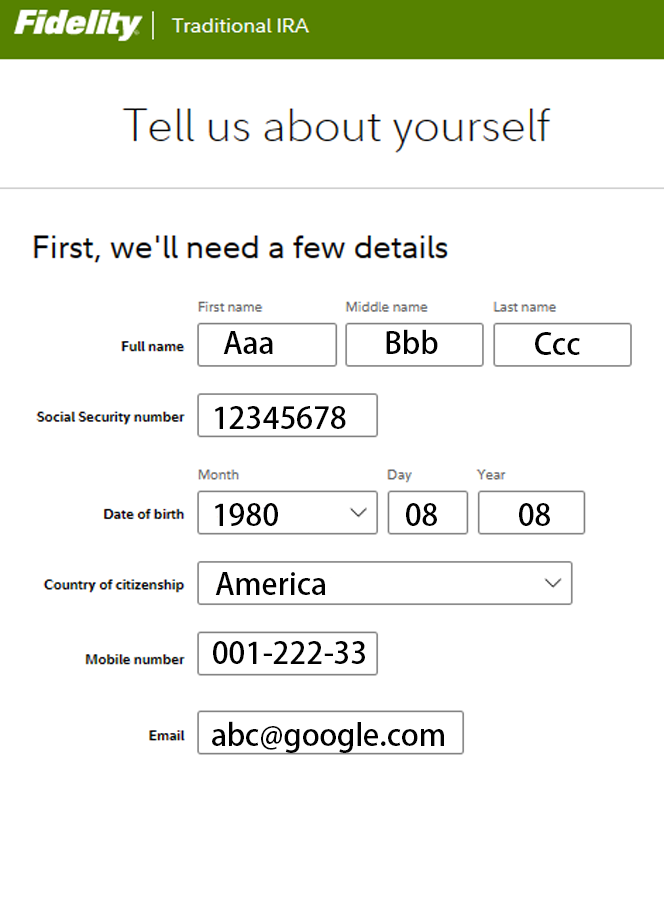 Fidelity | Traditional IRA
Tell us about yourself
First, we'll need a few details
First name Middle name Last name
Full name Aaa Bbb Ccc
Social Security number 12345678
Month Day Year
Date of birth 1980 08 08
Country of citizenship America
Mobile number 001-222-33
Email abc@google.com